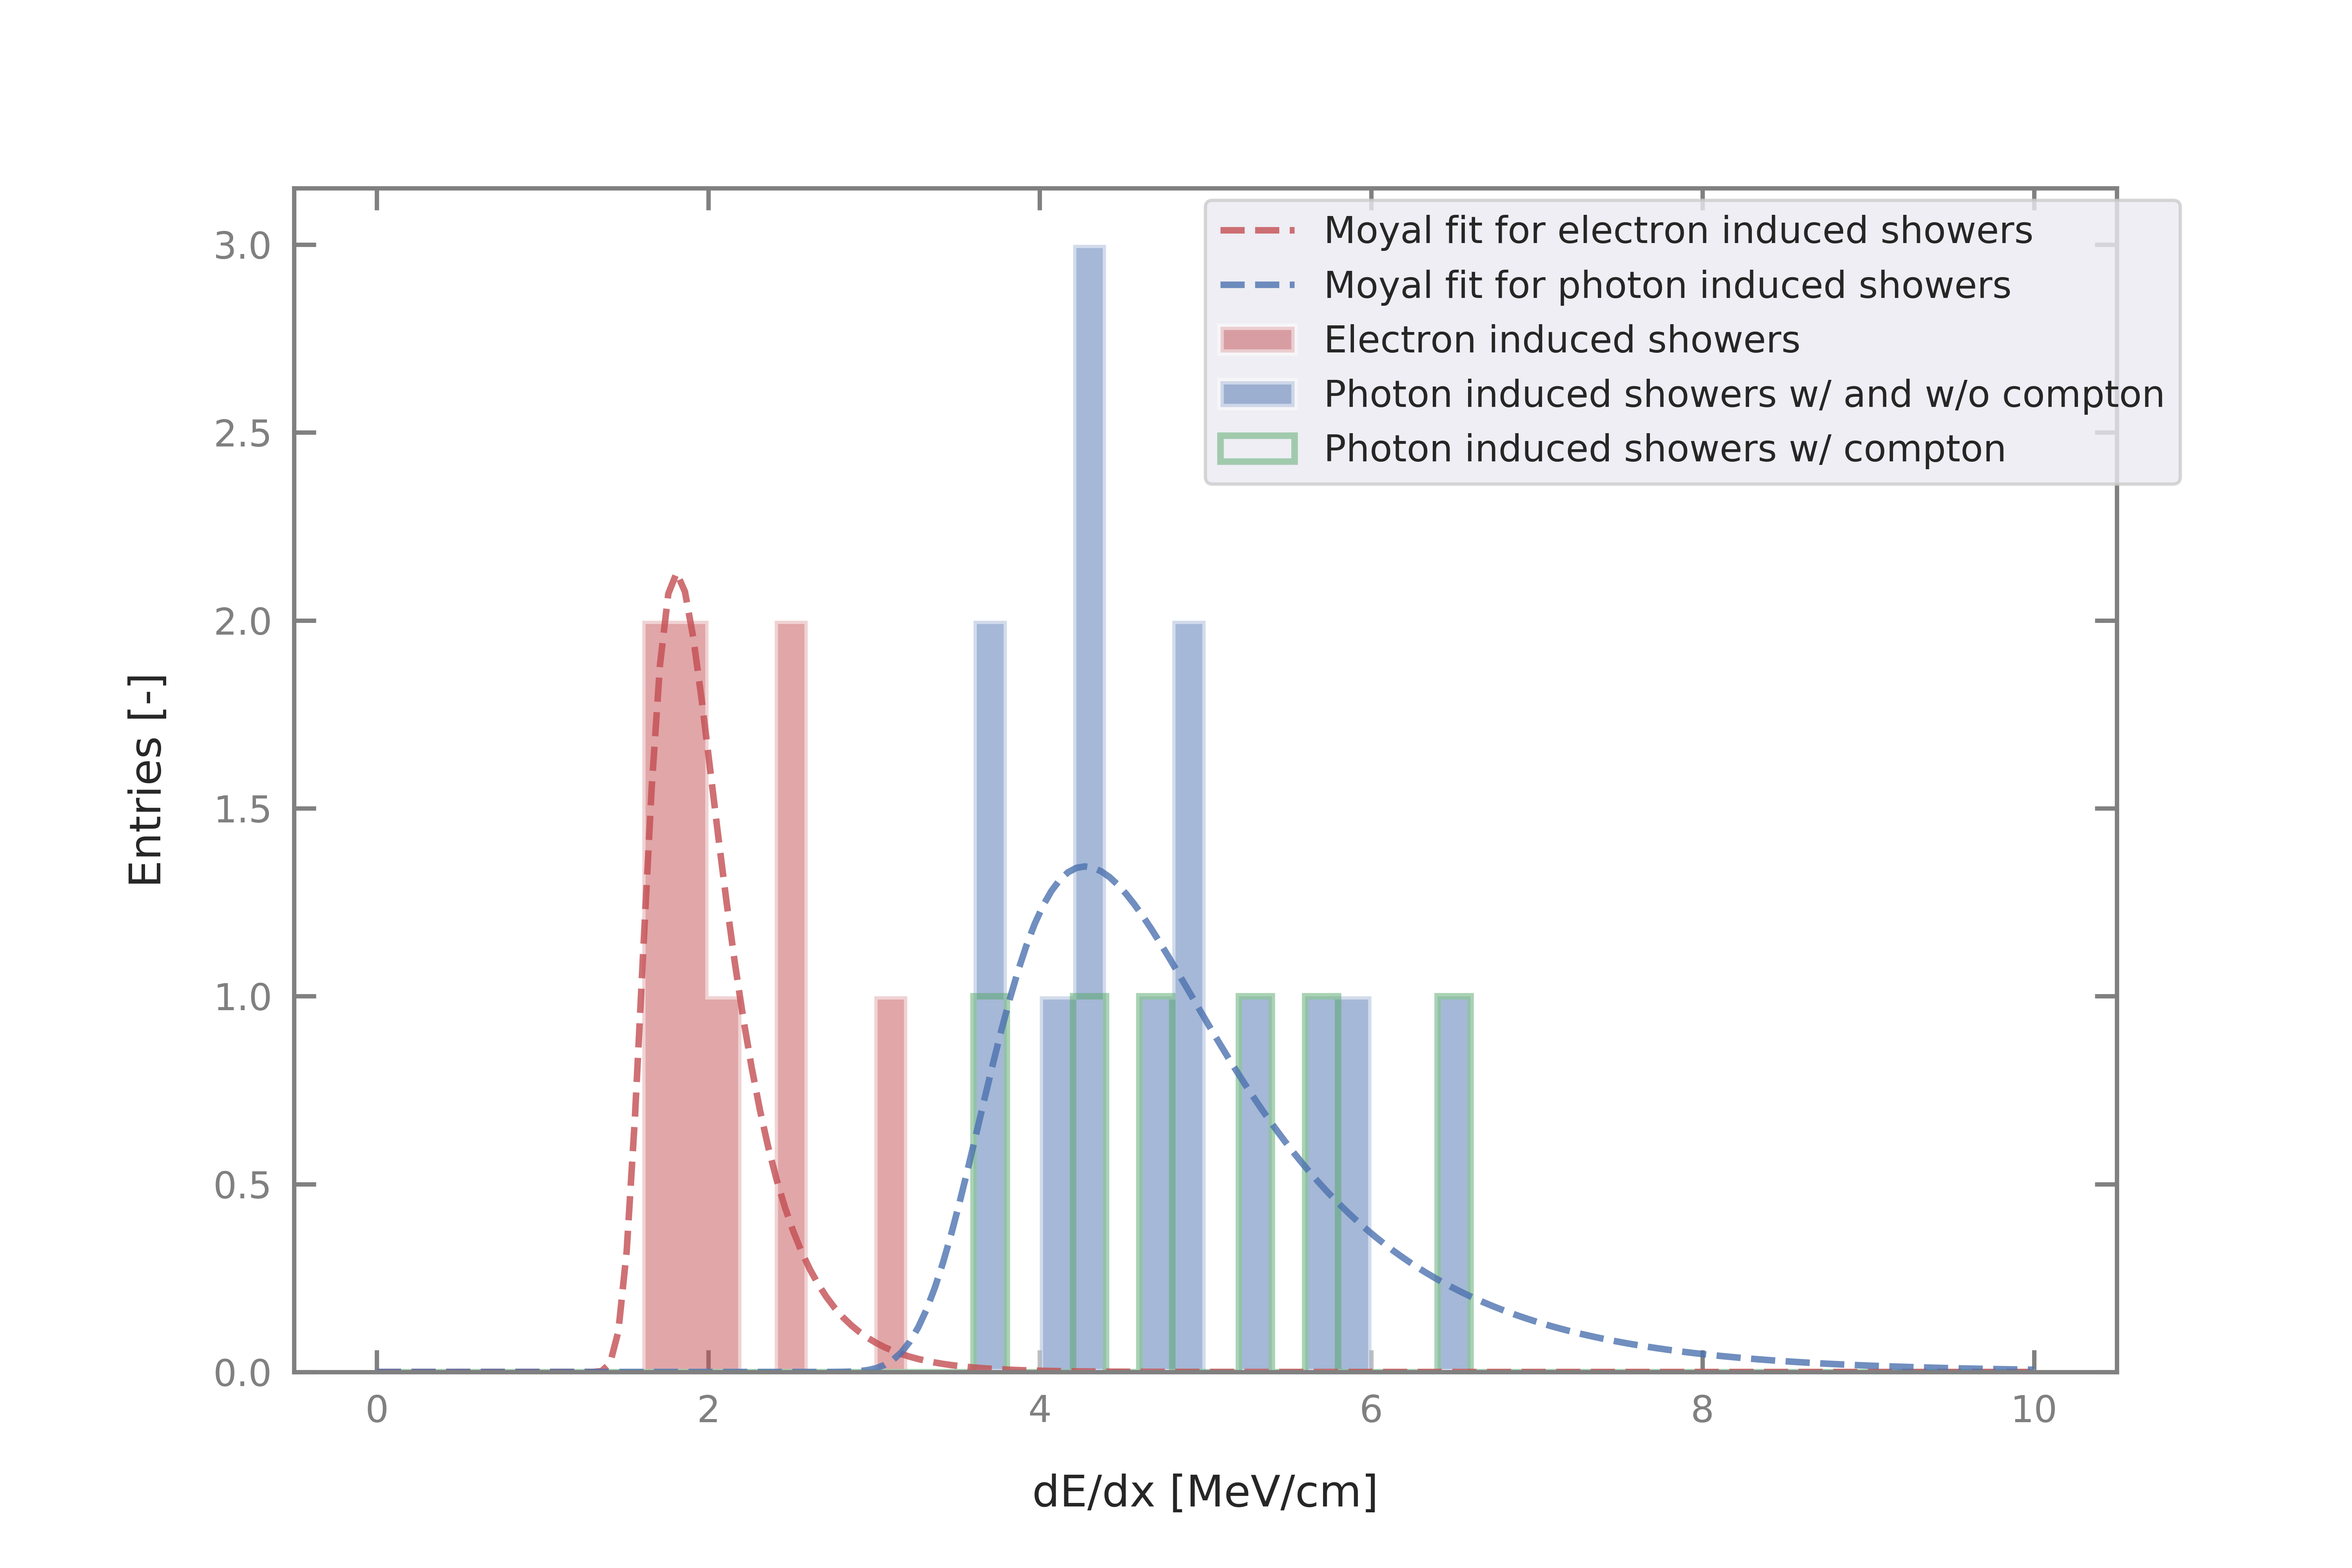 Moyal fit for electron induced showers
Moyal fit for photon induced showers
Electron induced showers
Photon induced showers w/ and w/o compton
Photon induced showers w/ compton
3.0
2.5
2.0
1.5
1.0
0.5
0.0
Entries [-]
0 2 4 6 8 10
dE/dx [MeV/cm]